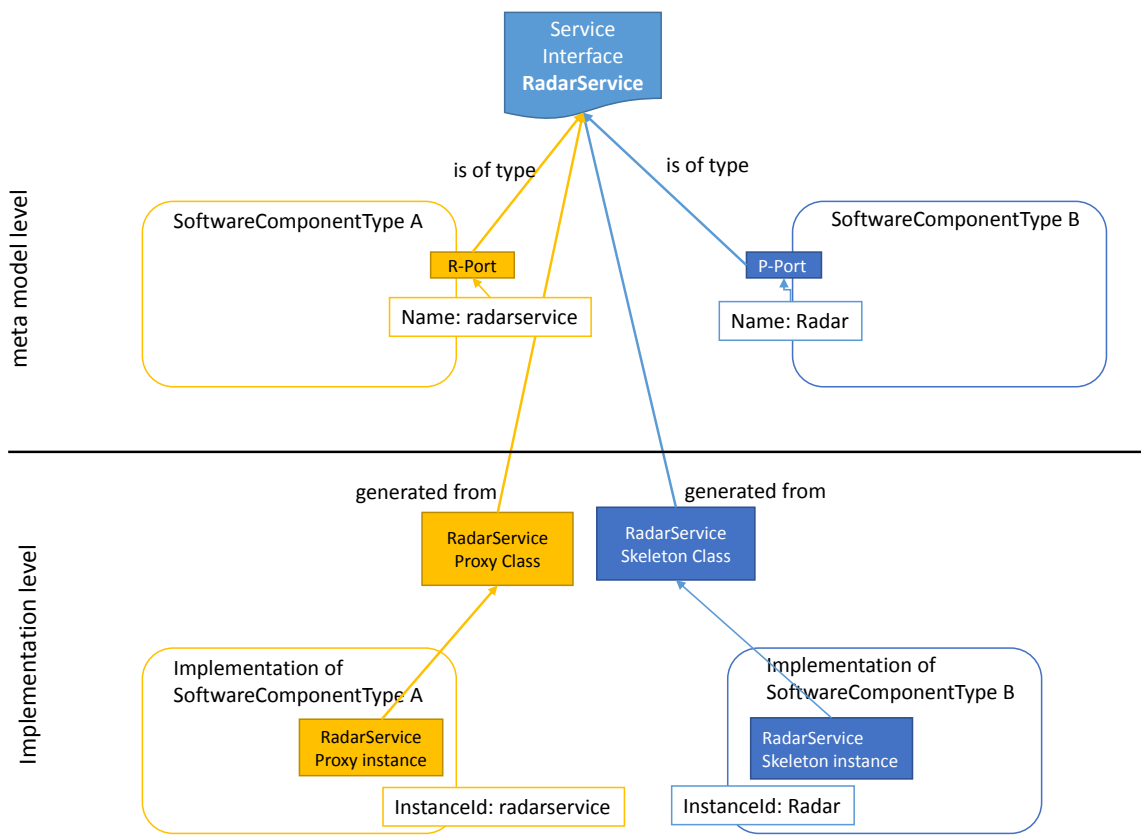 Service
Interface
RadarService
is of type
is of type
meta model level
SoftwareComponentType A
SoftwareComponentType B
R-Port
P-Port
Name: radarservice
Name: Radar
generated from
generated from
Implementation level
RadarService
Proxy Class
RadarService
Skeleton Class
Implementation of
SoftwareComponentType A
Implementation of
SoftwareComponentType B
RadarService
Proxy instance
RadarService
Skeleton instance
InstanceId: radarservice
InstanceId: Radar